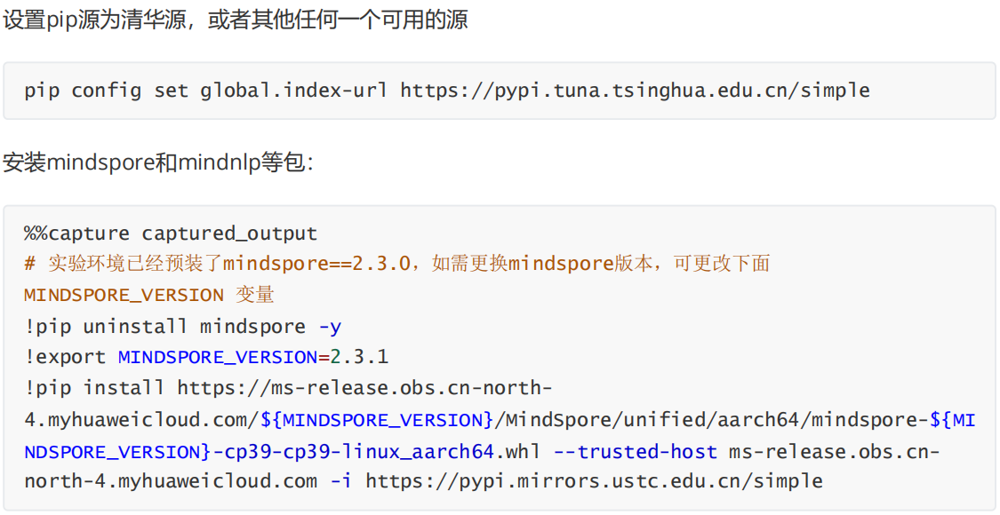 设置pip源为清华源，或者其他任何一个可用的源
pip config set global.index-url https://pypi.tuna.tsinghua.edu.cn/simple
安装mindspore和mindnlp等包：
%%capture captured_output
# 实验环境已经预装了mindspore==2.3.0，如需更换mindspore版本，可更改下面
MINDSPORE_VERSION 变量
!pip uninstall mindspore -y
!export MINDSPORE_VERSION=2.3.1
!pip install https://ms-release.obs.cn-north-
4.myhuaweicloud.com/${MINDSPORE_VERSION}/MindSpore/unified/aarch64/mindspore-${MI
NDSPORE_VERSION}-cp39-cp39-linux_aarch64.whl --trusted-host ms-release.obs.cn-
north-4.myhuaweicloud.com -i https://pypi.mirrors.ustc.edu.cn/simple